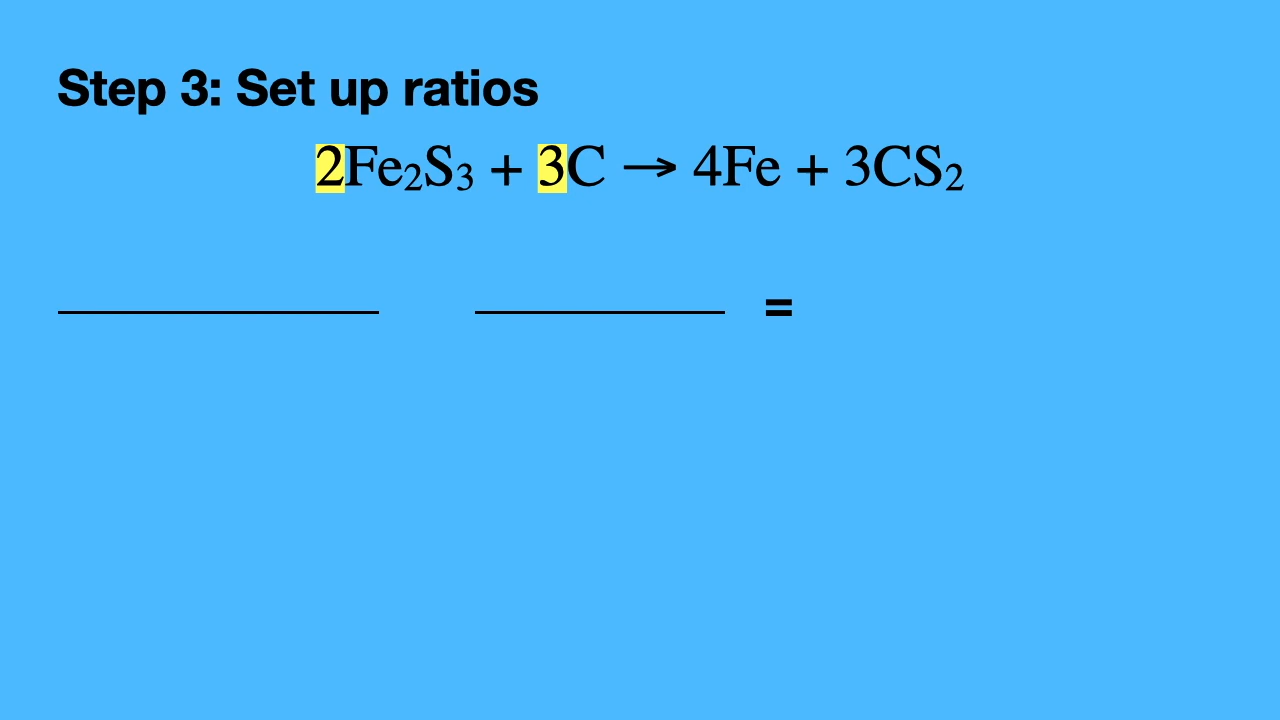 Step 3: Set up ratios
2Fe₂S₃ + 3C → 4Fe + 3CS₂
=